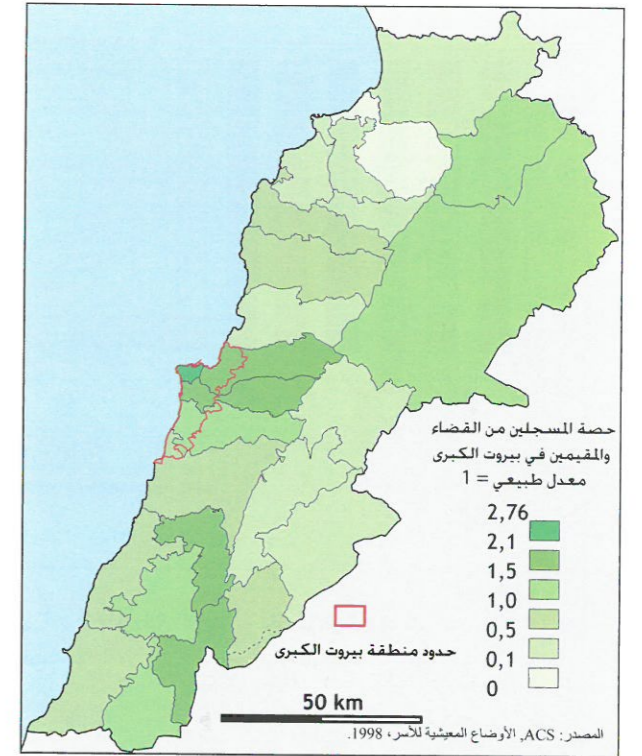 حصة المسجلين من القضاء
والمقيمين في بيروت الكبرى
معدل طبيعي = 1
2,76
2,1
1,5
1,0
0,5
0,1
0
حدود منطقة بيروت الكبرى
50 km
المصدر: ACS, الأوضاع المعيشية للأسر، 1998.